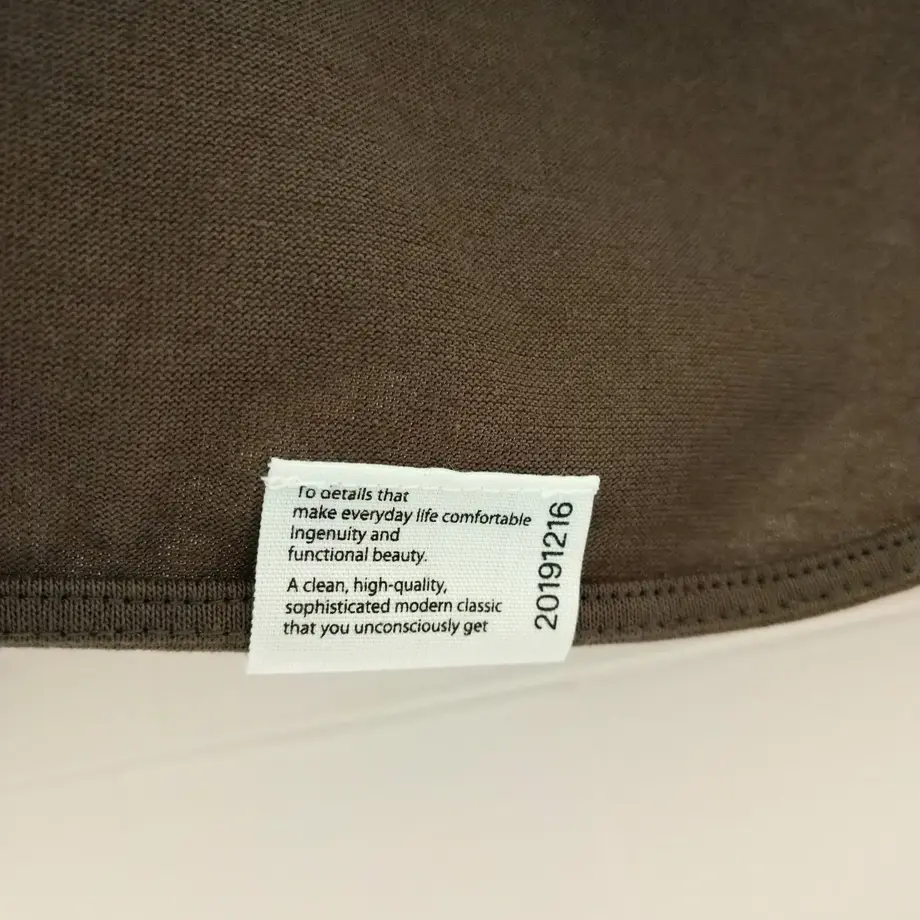 To details that
make everyday life comfortable
Ingenuity and
functional beauty.
A clean, high-quality,
sophisticated modern classic
that you unconsciously get
20191216